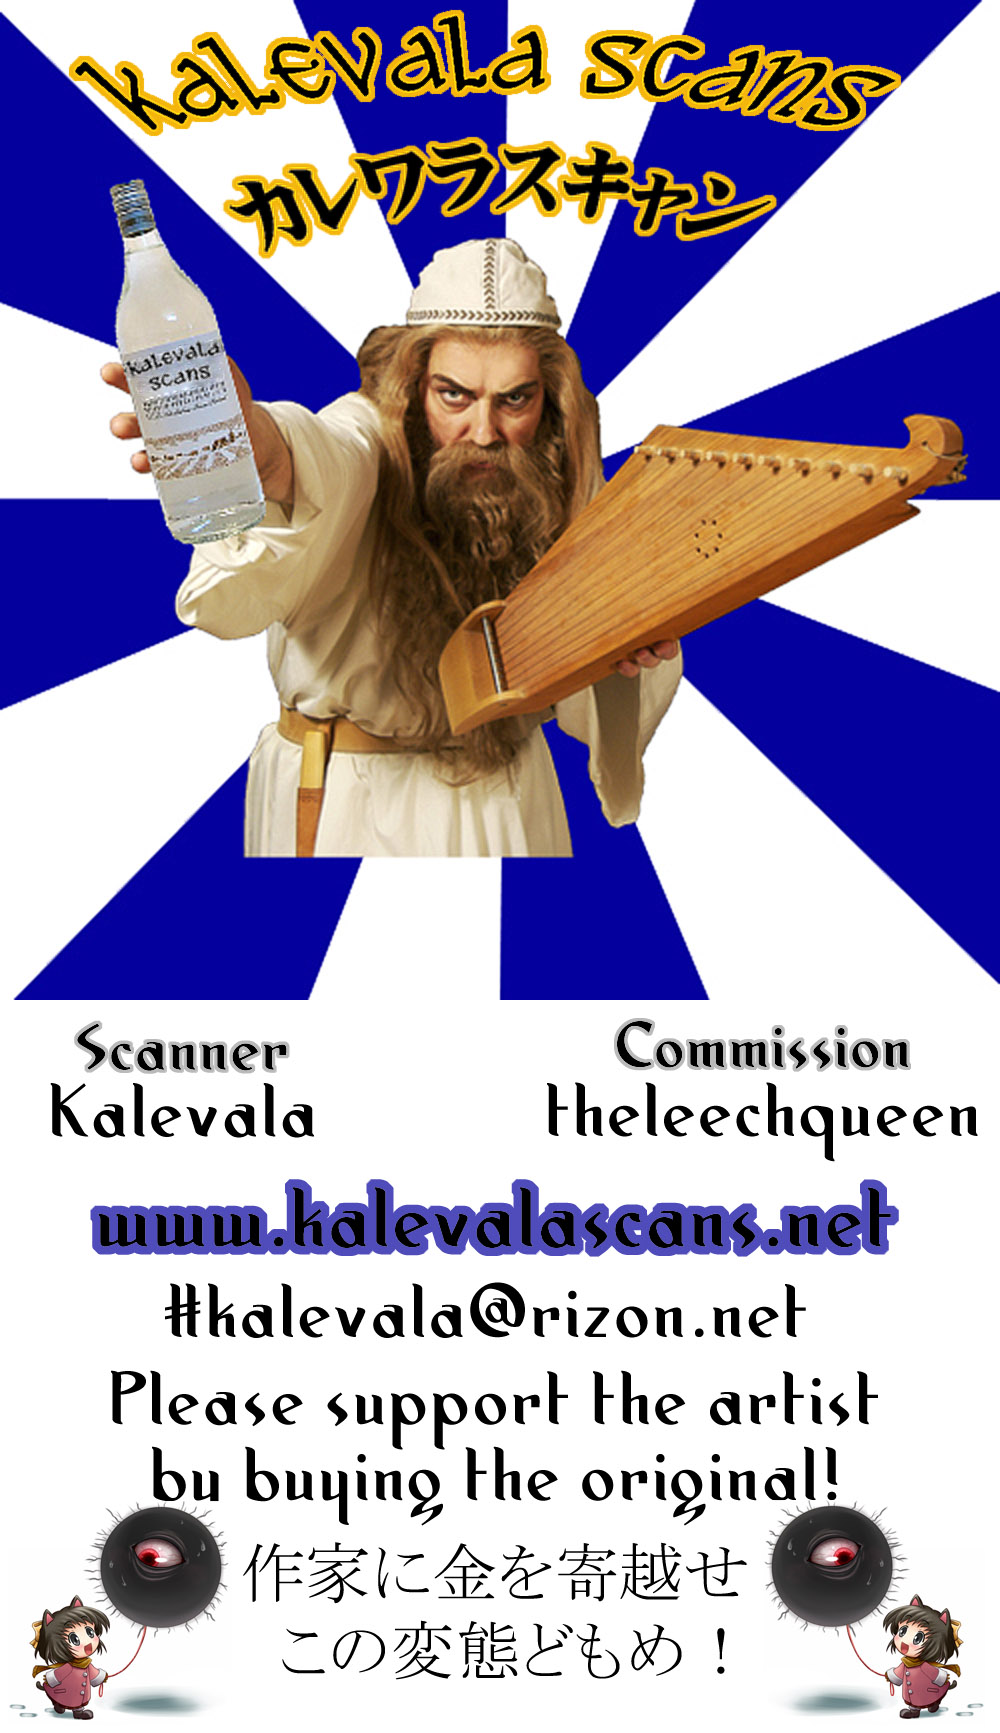 kalevala scans
カレワラスキャン
kalevala
scans
Scanner
Kalevala
Commission
theleechqueen
www.kalevalascans.net
#kalevala@rizon.net
Please support the artist
by buying the original!
作家に金を寄越せ
この変態どもめ！